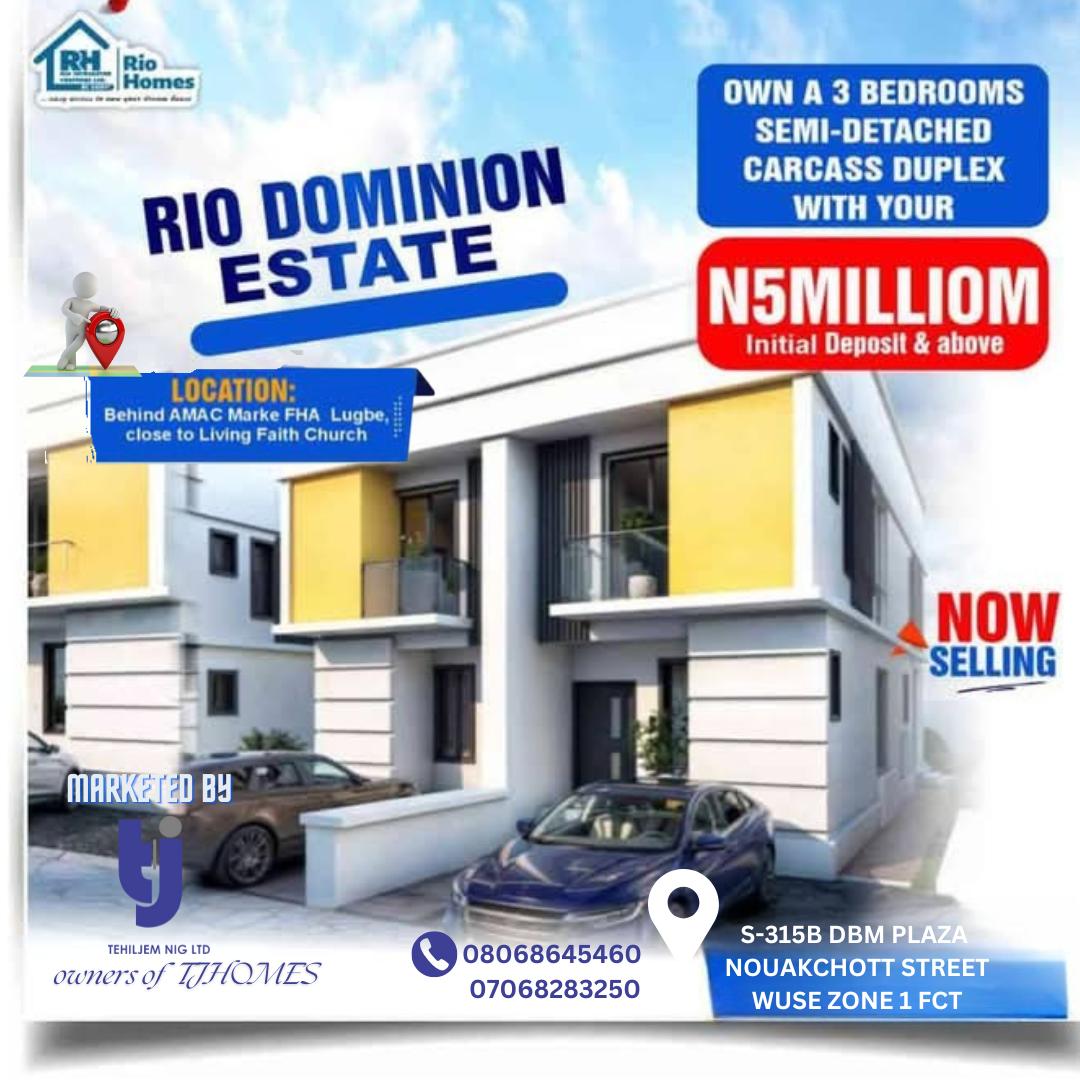 RH
Rio
Homes
RIO DOMINION
ESTATE
OWN A 3 BEDROOMS
SEMI-DETACHED
CARCASS DUPLEX
WITH YOUR
N5MILLIOM
Initial Deposit & above
LOCATION:
Behind AMAC Marke FHA Lugbe,
close to Living Faith Church
NOW
SELLING
MARKETED BY
tj
TEHILJEM NIG LTD
owners of TJHOMES
08068645460
07068283250
S-315B DBM PLAZA
NOUAKCHOTT STREET
WUSE ZONE 1 FCT